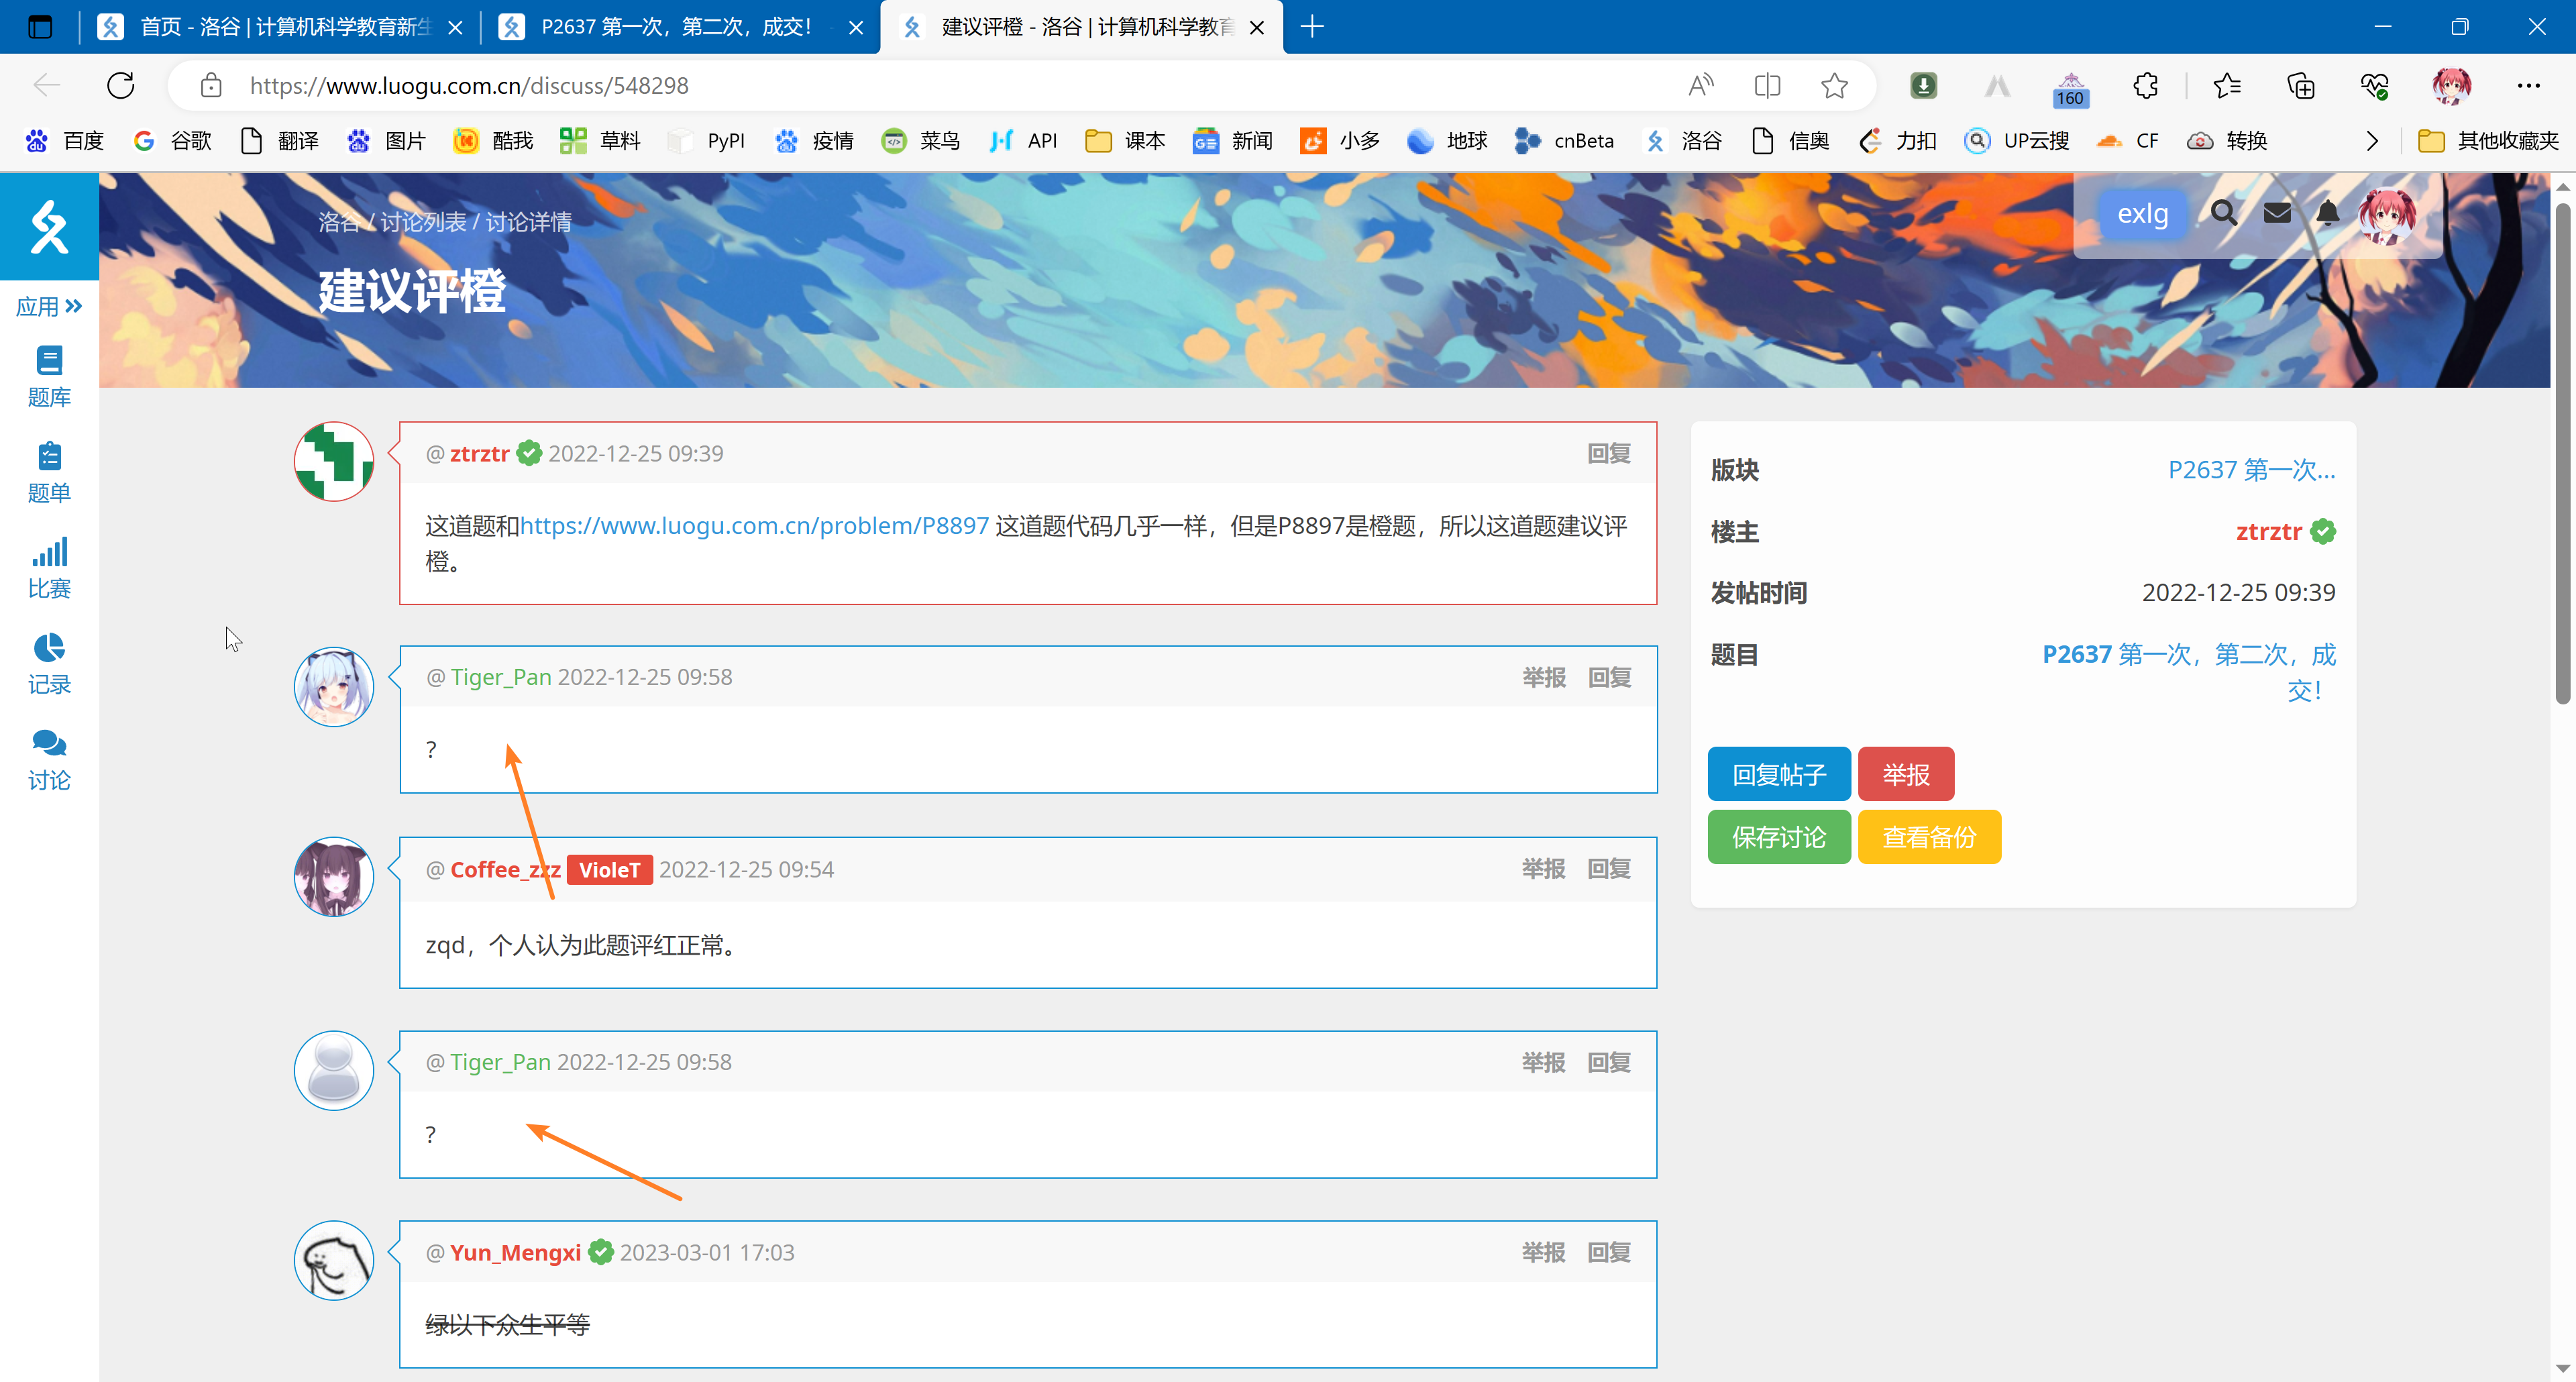 首页 - 洛谷 | 计算机科学教育新生
P2637 第一次，第二次，成交！ -
建议评橙 - 洛谷 | 计算机科学教育
https://www.luogu.com.cn/discuss/548298
160
百度 谷歌 翻译 图片 酷我 草料 PyPI 疫情 菜鸟 API 课本 新闻 小多 地球 cnBeta 洛谷 信奥 力扣 UP云搜 CF 转换 其他收藏夹
洛谷 / 讨论列表 / 讨论详情
exlg
建议评橙
应用
题库
题单
比赛
记录
讨论
@ ztrztr 2022-12-25 09:39 回复
这道题和https://www.luogu.com.cn/problem/P8897 这道题代码几乎一样，但是P8897是橙题，所以这道题建议评
橙。
@ Tiger_Pan 2022-12-25 09:58 举报 回复
?
@ Coffee_zzz VioleT 2022-12-25 09:54 举报 回复
zqd，个人认为此题评红正常。
@ Tiger_Pan 2022-12-25 09:58 举报 回复
?
@ Yun_Mengxi 2023-03-01 17:03 举报 回复
绿以下众生平等
版块 P2637 第一次...
楼主 ztrztr
发帖时间 2022-12-25 09:39
题目 P2637 第一次，第二次，成
交！
回复帖子 举报
保存讨论 查看备份